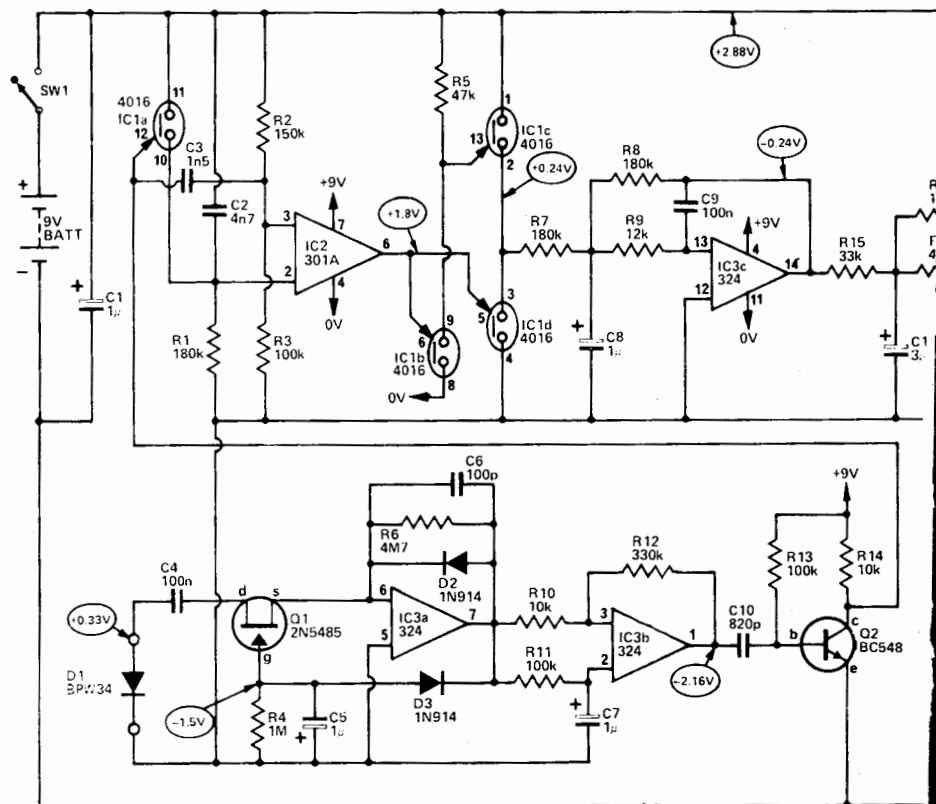 +2.88V
SW1
+
9V
BATT
−
+
C1
1µ
4016
IC1a
11
12
10
C3
1n5
C2
4n7
R2
150k
R1
180k
R3
100k
+9V
3
7
6
2
4
IC2
301A
0V
+1.8V
R5
47k
6
9
8
IC1b
4016
0V
1
13
2
IC1c
4016
+0.24V
3
5
4
IC1d
4016
R7
180k
R8
180k
R9
12k
C9
100n
−0.24V
+
C8
1µ
+9V
13
4
12
11
14
IC3c
324
0V
R15
33k
R
1
4
+
C1
3µ
C6
100p
R6
4M7
D2
1N914
C4
100n
d
s
g
Q1
2N5485
+0.33V
D1
BPW34
−1.5V
R4
1M
C5
1µ
+
6
5
7
IC3a
324
D3
1N914
R10
10k
R11
100k
R12
330k
3
2
1
IC3b
324
+
C7
1µ
−2.16V
C10
820p
+9V
R13
100k
R14
10k
b
c
e
Q2
BC548